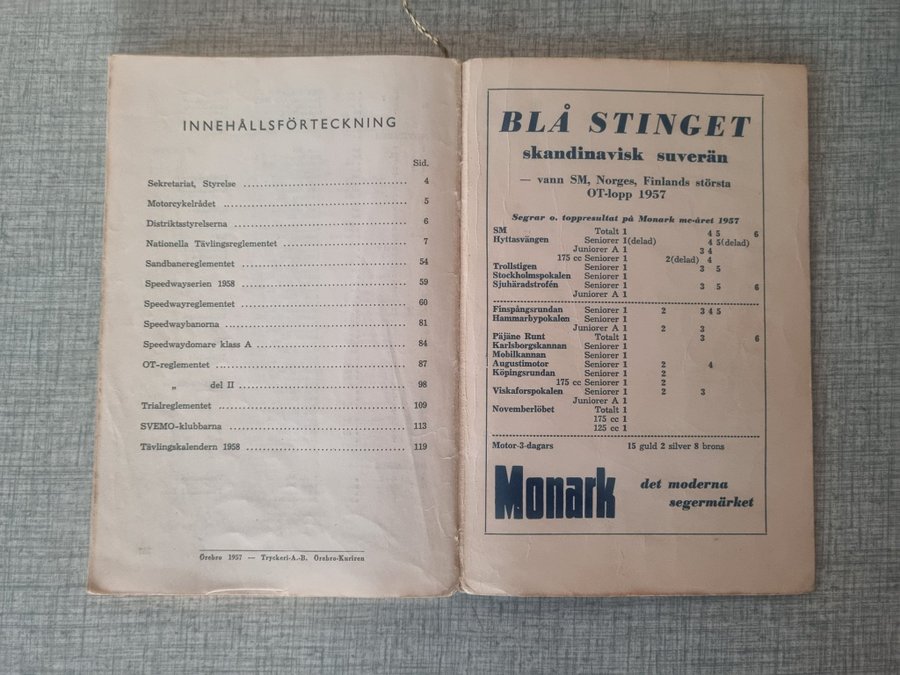 INNEHÅLLSFÖRTECKNING
Sid.
Sekretariat, Styrelse 4
Motorcykelrådet 5
Distriktsstyrelserna 6
Nationella Tävlingsreglementet 7
Sandbanereglementet 54
Speedwayserien 1958 59
Speedwayreglementet 60
Speedwaybanorna 81
Speedwaydomare klass A 84
OT-reglementet 87
„ del II 98
Trialreglementet 109
SVEMO-klubbarna 113
Tävlingskalendern 1958 119
Örebro 1957 — Tryckeri-A.-B. Örebro-Kuriren
BLÅ STINGET
skandinavisk suverän
— vann SM, Norges, Finlands största
OT-lopp 1957
Segrar o. toppresultat på Monark mc-året 1957
SM Totalt 1 4 5 6
Hyttasvängen Seniorer 1(delad) 4 5(delad)
Juniorer A 1 3 4
175 cc Seniorer 1 2(delad) 4
Trollstigen Seniorer 1 3 5
Stockholmspokalen Seniorer 1
Sjuhäradstrofén Seniorer 1 3 5 6
Juniorer A 1
Finspångsrundan Seniorer 1 2 3 4 5
Hammarbypokalen Seniorer 1
Juniorer A 1 2 3
Päjäne Runt Totalt 1 3 6
Karlsborgskannan Seniorer 1
Mobilkannan Seniorer 1
Augustimotor Seniorer 1 2 4
Köpingsrundan Seniorer 1 2
175 cc Seniorer 1 2
Viskaforspokalen Seniorer 1 2 3
Juniorer A 1
Novemberlöbet Totalt 1
175 cc 1
125 cc 1
Motor-3-dagars 15 guld 2 silver 8 brons
Monark det moderna
segermärket